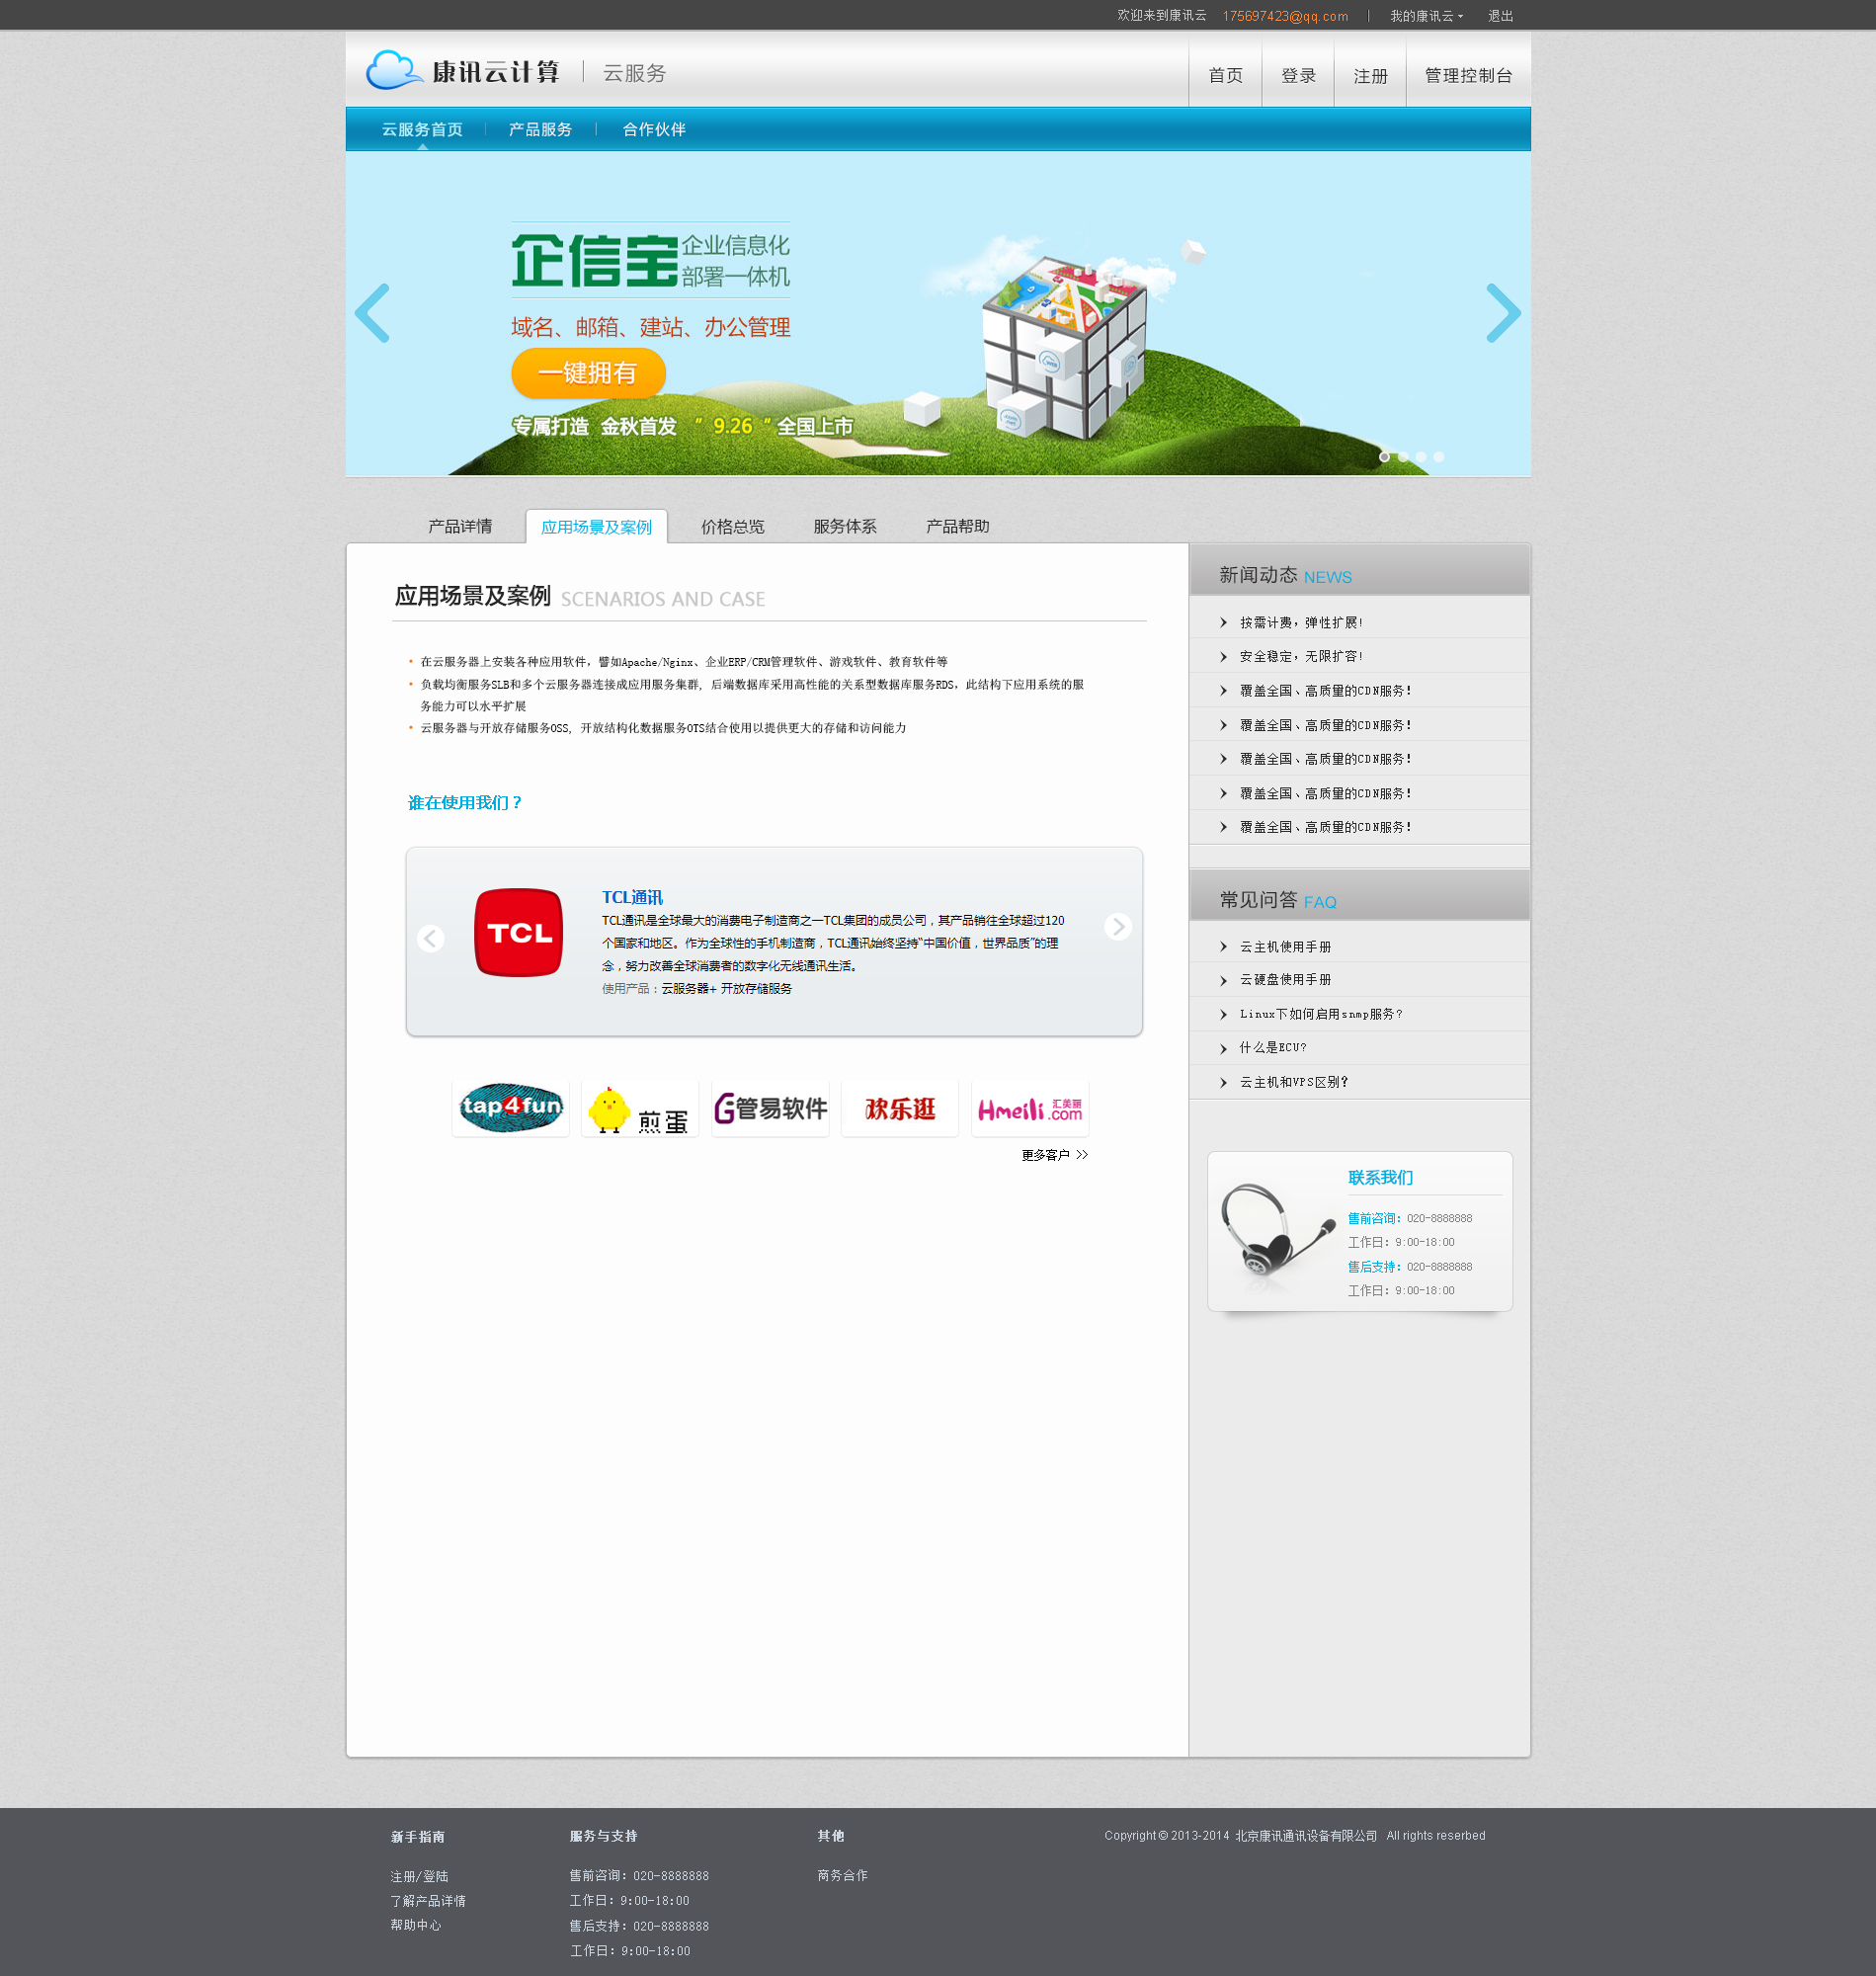 欢迎来到康讯云 175697423@qq.com 我的康讯云 退出
康讯云计算 云服务 首页 登录 注册 管理控制台
云服务首页 产品服务 合作伙伴
企信宝 企业信息化
部署一体机
域名、邮箱、建站、办公管理
一键拥有
专属打造 金秋首发 " 9.26 " 全国上市
产品详情 应用场景及案例 价格总览 服务体系 产品帮助
应用场景及案例 SCENARIOS AND CASE
在云服务器上安装各种应用软件，譬如Apache/Nginx、企业ERP/CRM管理软件、游戏软件、教育软件等
负载均衡服务SLB和多个云服务器连接成应用服务集群，后端数据库采用高性能的关系型数据库服务RDS，此结构下应用系统的服
务能力可以水平扩展
云服务器与开放存储服务OSS，开放结构化数据服务OTS结合使用以提供更大的存储和访问能力
谁在使用我们？
TCL
TCL通讯
TCL通讯是全球最大的消费电子制造商之一TCL集团的成员公司，其产品销往全球超过120
个国家和地区。作为全球性的手机制造商，TCL通讯始终坚持"中国价值，世界品质"的理
念，努力改善全球消费者的数字化无线通讯生活。
使用产品：云服务器+ 开放存储服务
tap4fun 煎蛋 管易软件 欢乐逛 Hmeili 汇美丽 .com
更多客户 >>
新闻动态 NEWS
按需计费，弹性扩展！
安全稳定，无限扩容！
覆盖全国、高质量的CDN服务！
覆盖全国、高质量的CDN服务！
覆盖全国、高质量的CDN服务！
覆盖全国、高质量的CDN服务！
覆盖全国、高质量的CDN服务！
常见问答 FAQ
云主机使用手册
云硬盘使用手册
Linux下如何启用snmp服务?
什么是ECU?
云主机和VPS区别？
联系我们
售前咨询：020-8888888
工作日：9:00-18:00
售后支持：020-8888888
工作日：9:00-18:00
新手指南
注册/登陆
了解产品详情
帮助中心
服务与支持
售前咨询：020-8888888
工作日：9:00-18:00
售后支持：020-8888888
工作日：9:00-18:00
其他
商务合作
Copyright © 2013-2014 北京康讯通讯设备有限公司 All rights reserbed